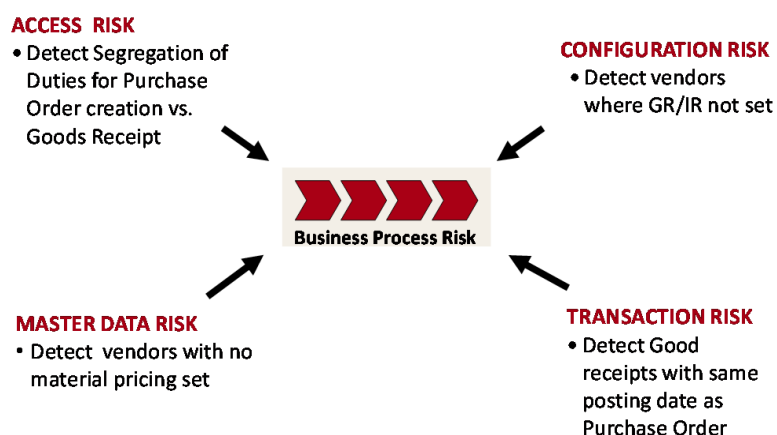 ACCESS RISK
• Detect Segregation of
Duties for Purchase
Order creation vs.
Goods Receipt
CONFIGURATION RISK
• Detect vendors
where GR/IR not set
Business Process Risk
MASTER DATA RISK
• Detect vendors with no
material pricing set
TRANSACTION RISK
• Detect Good
receipts with same
posting date as
Purchase Order